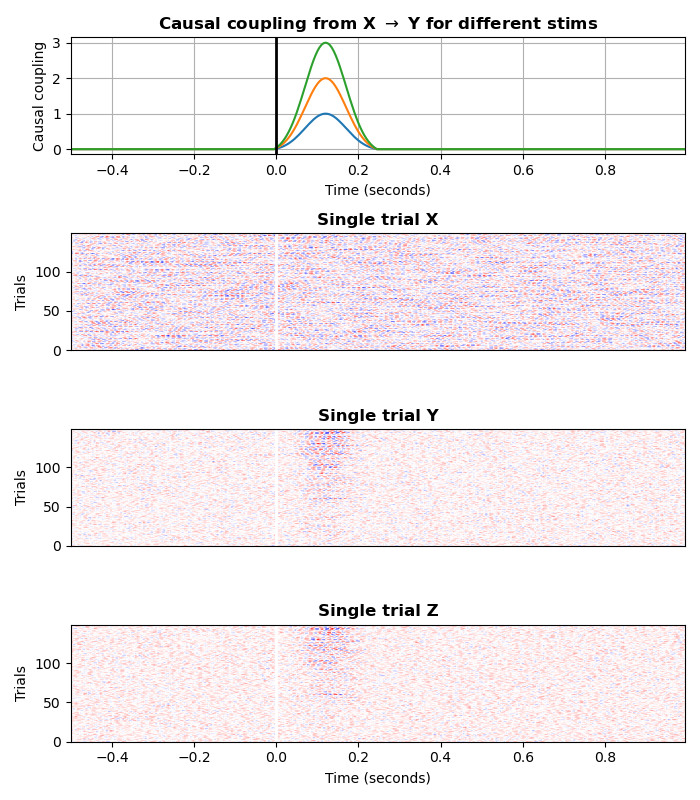 Causal coupling from X → Y for different stims
Causal coupling
3
2
1
0
−0.4 −0.2 0.0 0.2 0.4 0.6 0.8
Time (seconds)
Single trial X
Trials
100
50
0
Single trial Y
Trials
100
50
0
Single trial Z
Trials
100
50
0
−0.4 −0.2 0.0 0.2 0.4 0.6 0.8
Time (seconds)